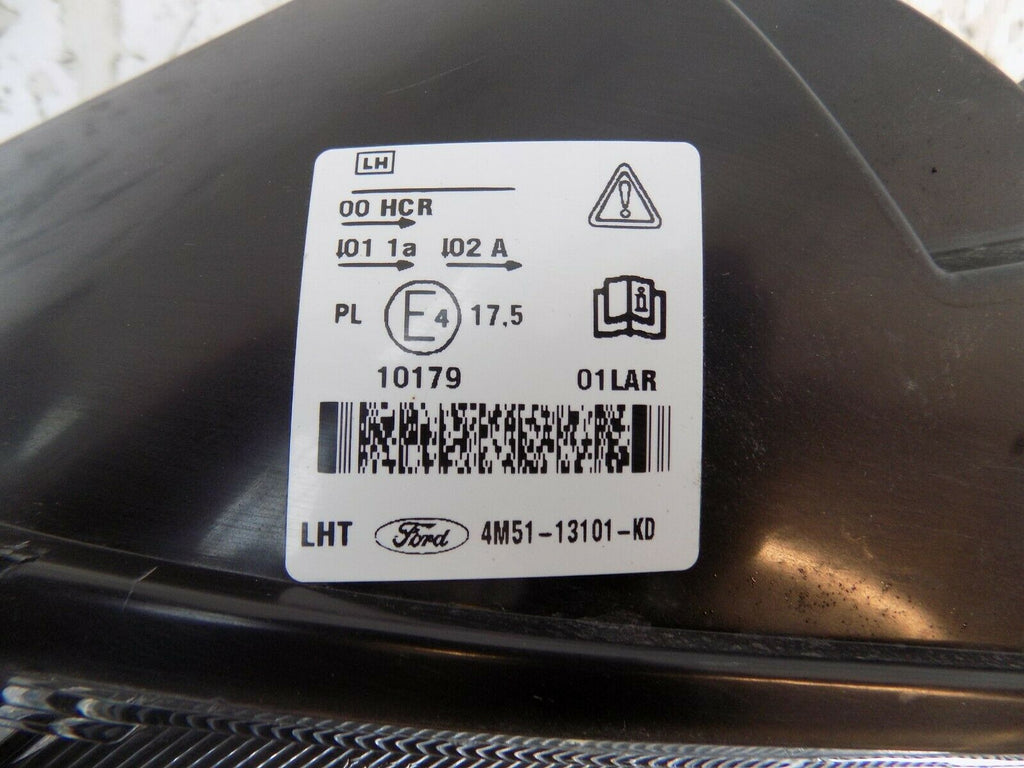 LH
00 HCR
01 1a 02 A
PL E4 17,5
10179 01LAR
LHT Ford 4M51-13101-KD